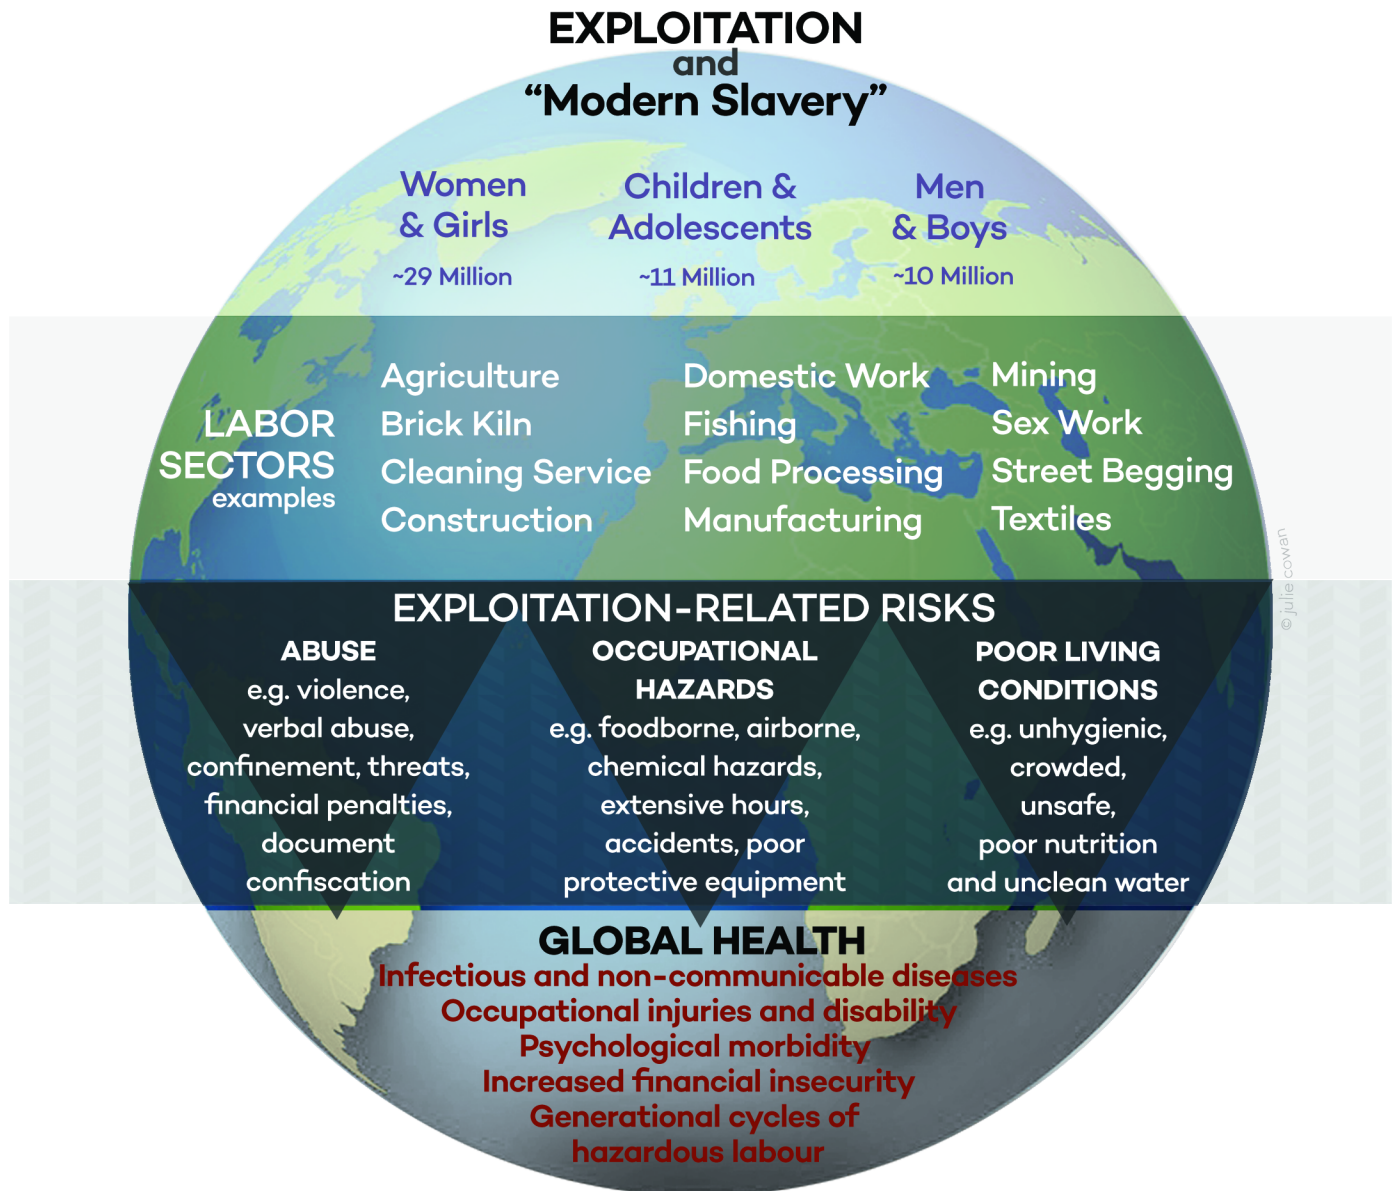 EXPLOITATION
and
“Modern Slavery”
Women
& Girls
~29 Million
Children &
Adolescents
~11 Million
Men
& Boys
~10 Million
LABOR
SECTORS
examples
Agriculture
Brick Kiln
Cleaning Service
Construction
Domestic Work
Fishing
Food Processing
Manufacturing
Mining
Sex Work
Street Begging
Textiles
© julie cowan
EXPLOITATION-RELATED RISKS
ABUSE
e.g. violence,
verbal abuse,
confinement, threats,
financial penalties,
document
confiscation
OCCUPATIONAL
HAZARDS
e.g. foodborne, airborne,
chemical hazards,
extensive hours,
accidents, poor
protective equipment
POOR LIVING
CONDITIONS
e.g. unhygienic,
crowded,
unsafe,
poor nutrition
and unclean water
GLOBAL HEALTH
Infectious and non-communicable diseases
Occupational injuries and disability
Psychological morbidity
Increased financial insecurity
Generational cycles of
hazardous labour